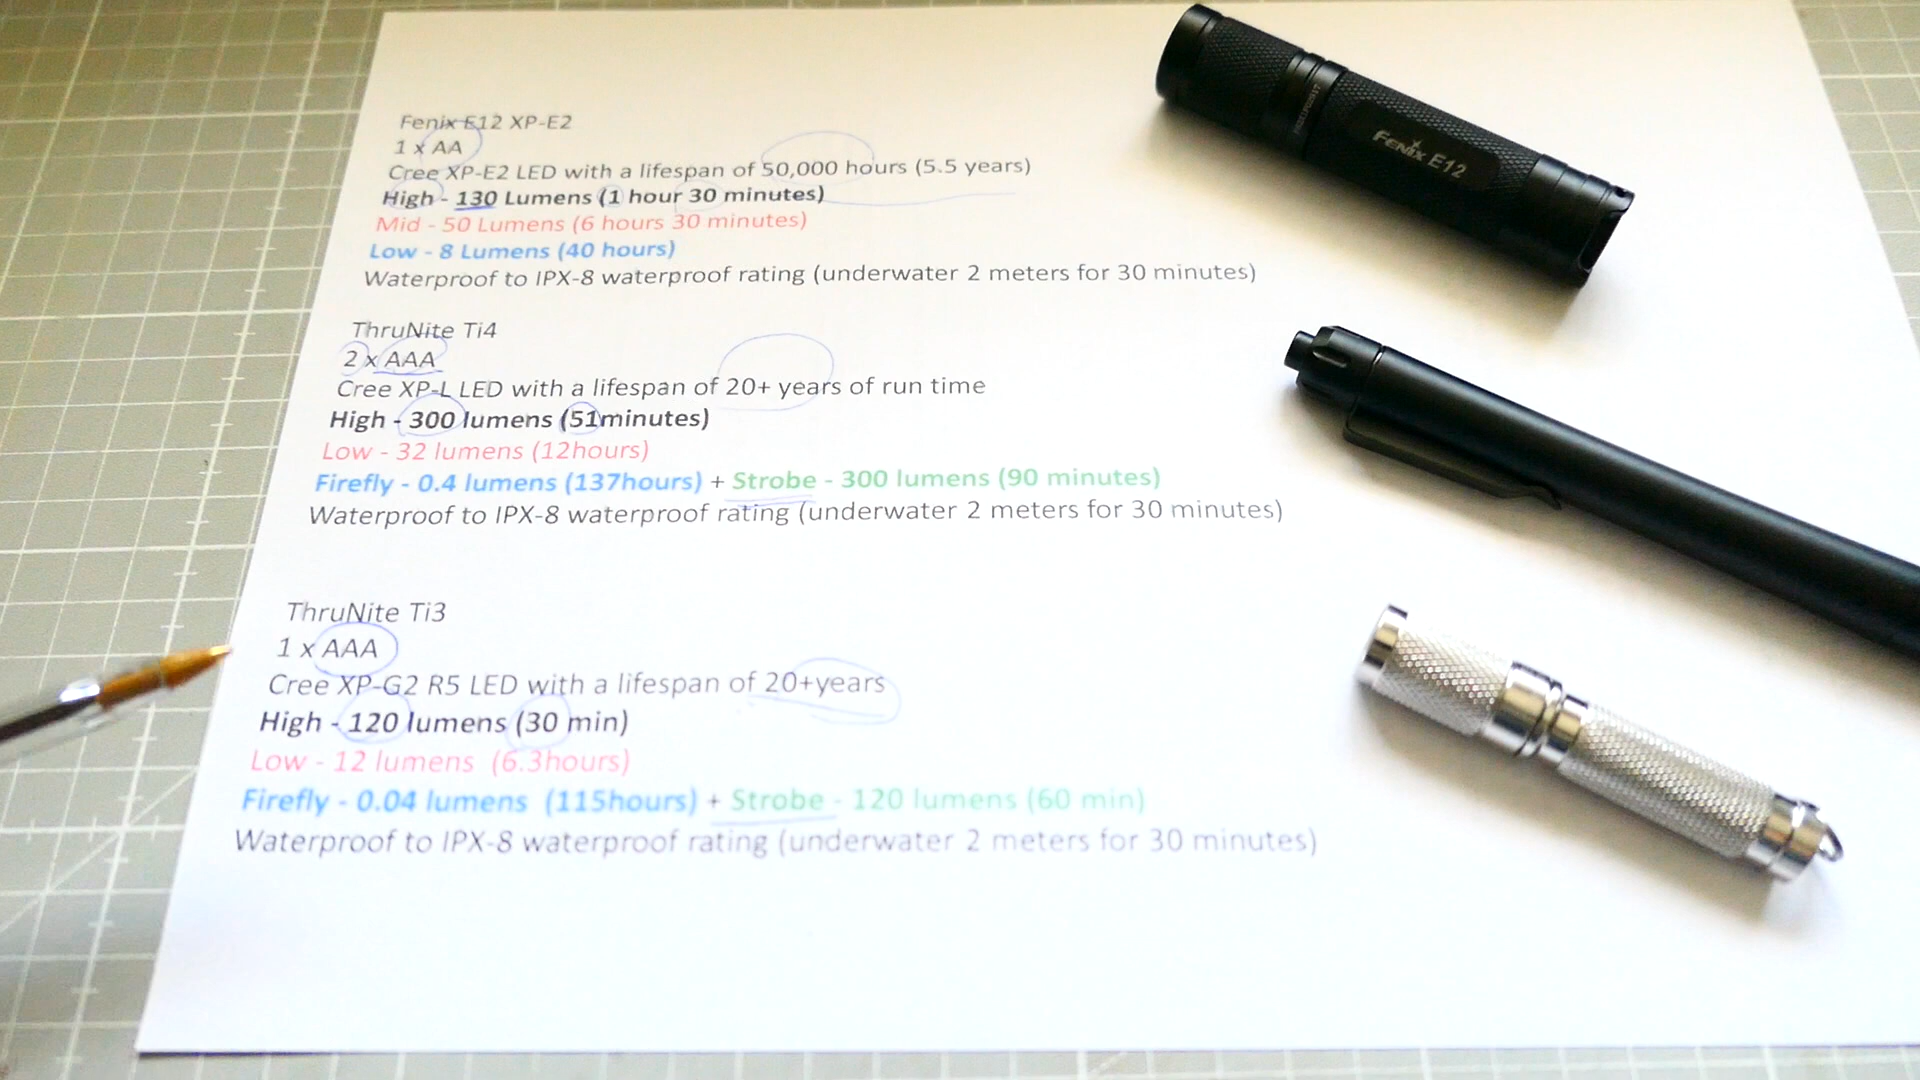 Fenix E12 XP-E2
1 x AA
Cree XP-E2 LED with a lifespan of 50,000 hours (5.5 years)
High - 130 Lumens (1 hour 30 minutes)
Mid - 50 Lumens (6 hours 30 minutes)
Low - 8 Lumens (40 hours)
Waterproof to IPX-8 waterproof rating (underwater 2 meters for 30 minutes)
ThruNite Ti4
2 x AAA
Cree XP-L LED with a lifespan of 20+ years of run time
High - 300 lumens (51minutes)
Low - 32 lumens (12hours)
Firefly - 0.4 lumens (137hours) + Strobe - 300 lumens (90 minutes)
Waterproof to IPX-8 waterproof rating (underwater 2 meters for 30 minutes)
ThruNite Ti3
1 x AAA
Cree XP-G2 R5 LED with a lifespan of 20+years
High - 120 lumens (30 min)
Low - 12 lumens (6.3hours)
Firefly - 0.04 lumens (115hours) + Strobe - 120 lumens (60 min)
Waterproof to IPX-8 waterproof rating (underwater 2 meters for 30 minutes)
FENIX E12